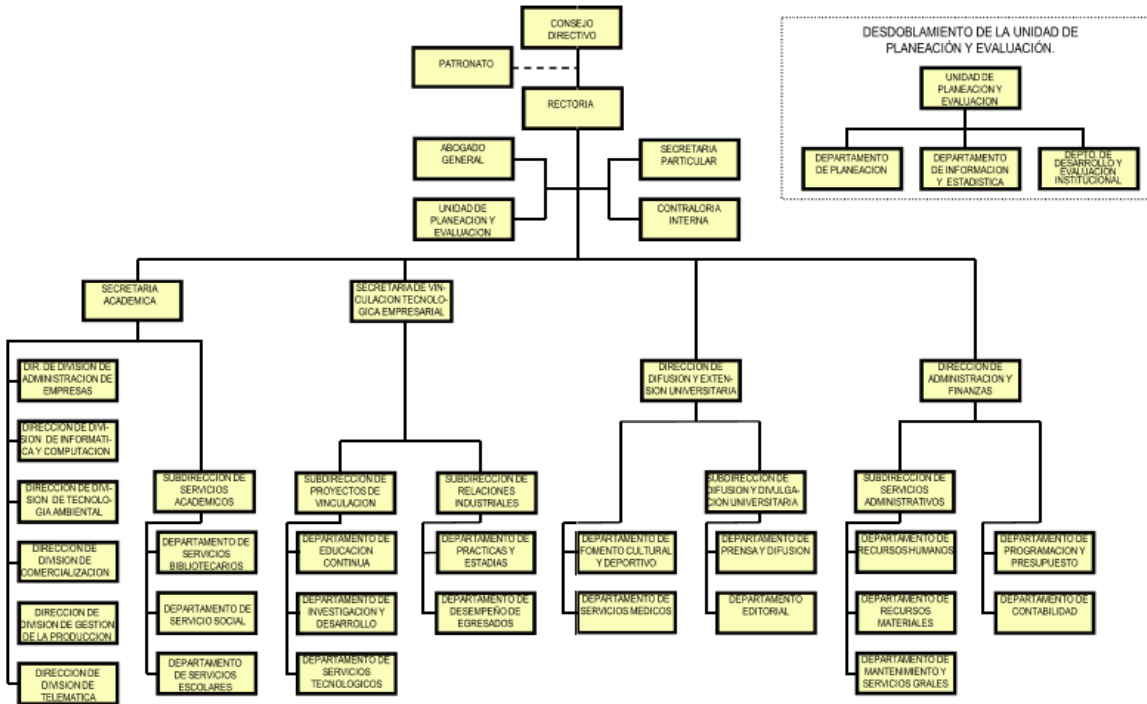 CONSEJO
DIRECTIVO
DESDOBLAMIENTO DE LA UNIDAD DE
PLANEACIÓN Y EVALUACIÓN.
PATRONATO
RECTORIA
UNIDAD DE
PLANEACION Y
EVALUACION
ABOGADO
GENERAL
SECRETARIA
PARTICULAR
DEPARTAMENTO
DE PLANEACION
DEPARTAMENTO
DE INFORMACION
Y ESTADISTICA
DEPTO. DE
DESARROLLO Y
EVALUACION
INSTITUCIONAL
UNIDAD DE
PLANEACION Y
EVALUACION
CONTRALORIA
INTERNA
SECRETARIA
ACADEMICA
SECRETARIA DE VIN-
CULACION TECNOLO-
GICA EMPRESARIAL
DIRECCION DE
DIFUSION Y EXTEN-
SION UNIVERSITARIA
DIRECCION DE
ADMINISTRACION Y
FINANZAS
DIR. DE DIVISION DE
ADMINISTRACION DE
EMPRESAS
DIRECCION DE DIVI-
SION DE INFORMATI-
CA Y COMPUTACION
DIRECCION DE DIVI-
SION DE TECNOLO-
GIA AMBIENTAL
DIRECCION DE
DIVISION DE
COMERCIALIZACION
DIRECCION DE
DIVISION DE GESTION
DE LA PRODUCCION
DIRECCION DE
DIVISION DE
TELEMATICA
SUBDIRECCION DE
SERVICIOS
ACADEMICOS
DEPARTAMENTO DE
SERVICIOS
BIBLIOTECARIOS
DEPARTAMENTO DE
SERVICIO SOCIAL
DEPARTAMENTO
DE SERVICIOS
ESCOLARES
SUBDIRECCION DE
PROYECTOS DE
VINCULACION
DEPARTAMENTO DE
EDUCACION
CONTINUA
DEPARTAMENTO DE
INVESTIGACION Y
DESARROLLO
DEPARTAMENTO DE
SERVICIOS
TECNOLOGICOS
SUBDIRECCION DE
RELACIONES
INDUSTRIALES
DEPARTAMENTO DE
PRACTICAS Y
ESTADIAS
DEPARTAMENTO DE
DESEMPEÑO DE
EGRESADOS
DEPARTAMENTO DE
FOMENTO CULTURAL
Y DEPORTIVO
DEPARTAMENTO DE
SERVICIOS MEDICOS
SUBDIRECCION DE
DIFUSION Y DIVULGA-
CION UNIVERSITARIA
DEPARTAMENTO DE
PRENSA Y DIFUSION
DEPARTAMENTO
EDITORIAL
SUBDIRECCION DE
SERVICIOS
ADMINISTRATIVOS
DEPARTAMENTO DE
RECURSOS HUMANOS
DEPARTAMENTO DE
RECURSOS
MATERIALES
DEPARTAMENTO DE
MANTENIMIENTO Y
SERVICIOS GRALES
DEPARTAMENTO DE
PROGRAMACION Y
PRESUPUESTO
DEPARTAMENTO DE
CONTABILIDAD